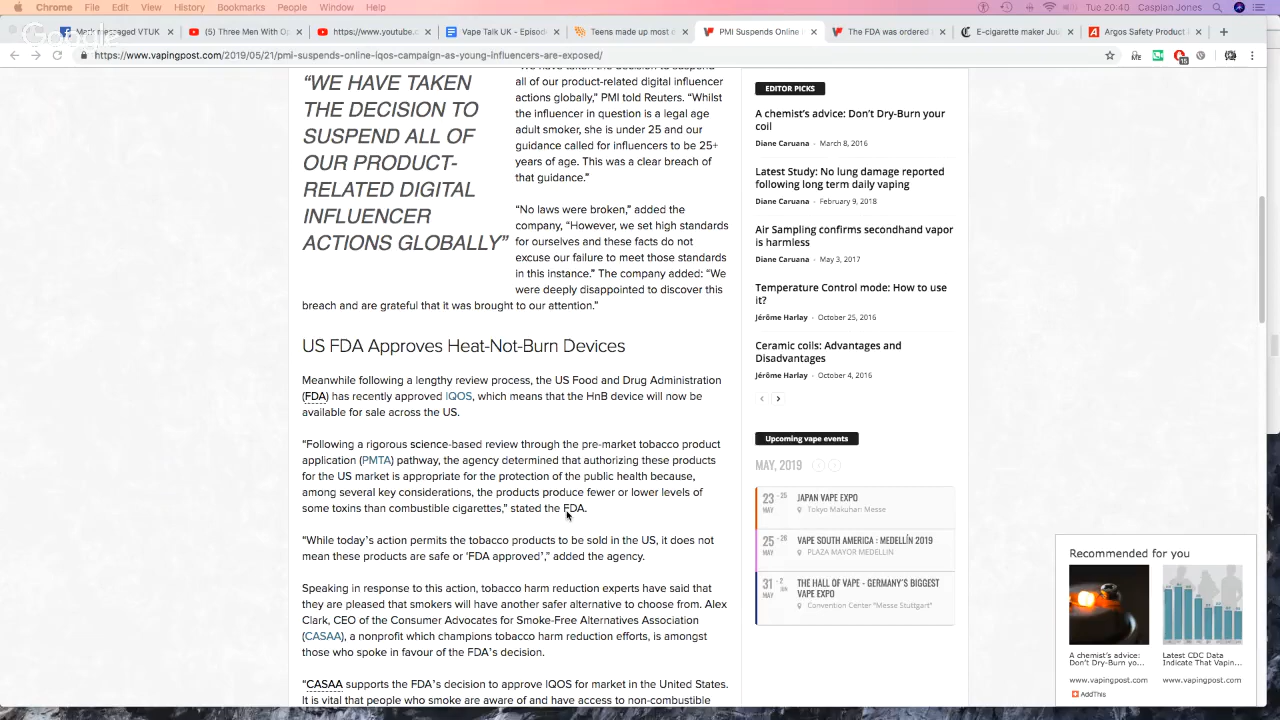 Chrome File Edit View History Bookmarks People Window Help Tue 20:40 Caspian Jones
messaged VTUK (5) Three Men With O https://www.youtube.c Vape Talk UK - Episod Teens made up most PMI Suspends Online The FDA was ordered E-cigarette maker Juu Argos Safety Product
https://www.vapingpost.com/2019/05/21/pmi-suspends-online-iqos-campaign-as-young-influencers-are-exposed/
“WE HAVE TAKEN
THE DECISION TO
SUSPEND ALL OF
OUR PRODUCT-
RELATED DIGITAL
INFLUENCER
ACTIONS GLOBALLY”
“We have taken the decision to suspend
all of our product-related digital influencer
actions globally,” PMI told Reuters. “Whilst
the influencer in question is a legal age
adult smoker, she is under 25 and our
guidance called for influencers to be 25+
years of age. This was a clear breach of
that guidance.”
“No laws were broken,” added the
company, “However, we set high standards
for ourselves and these facts do not
excuse our failure to meet those standards
in this instance.” The company added: “We
were deeply disappointed to discover this
breach and are grateful that it was brought to our attention.”
US FDA Approves Heat-Not-Burn Devices
Meanwhile following a lengthy review process, the US Food and Drug Administration
(FDA) has recently approved IQOS, which means that the HnB device will now be
available for sale across the US.
“Following a rigorous science-based review through the pre-market tobacco product
application (PMTA) pathway, the agency determined that authorizing these products
for the US market is appropriate for the protection of the public health because,
among several key considerations, the products produce fewer or lower levels of
some toxins than combustible cigarettes,” stated the FDA.
“While today’s action permits the tobacco products to be sold in the US, it does not
mean these products are safe or ‘FDA approved’,” added the agency.
Speaking in response to this action, tobacco harm reduction experts have said that
they are pleased that smokers will have another safer alternative to choose from. Alex
Clark, CEO of the Consumer Advocates for Smoke-Free Alternatives Association
(CASAA), a nonprofit which champions tobacco harm reduction efforts, is amongst
those who spoke in favour of the FDA’s decision.
“CASAA supports the FDA’s decision to approve IQOS for market in the United States.
It is vital that people who smoke are aware of and have access to non-combustible
EDITOR PICKS
A chemist’s advice: Don’t Dry-Burn your
coil
Diane Caruana - March 8, 2016
Latest Study: No lung damage reported
following long term daily vaping
Diane Caruana - February 9, 2018
Air Sampling confirms secondhand vapor
is harmless
Diane Caruana - May 3, 2017
Temperature Control mode: How to use
it?
Jérôme Harlay - October 25, 2016
Ceramic coils: Advantages and
Disadvantages
Jérôme Harlay - October 4, 2016
Upcoming vape events
MAY, 2019
23 - 25 MAY JAPAN VAPE EXPO
Tokyo Makuhari Messe
25 - 26 MAY VAPE SOUTH AMERICA : MEDELLÍN 2019
PLAZA MAYOR MEDELLIN
31 - 2 MAY JUN THE HALL OF VAPE - GERMANY´S BIGGEST
VAPE EXPO
Convention Center "Messe Stuttgart"
Recommended for you
A chemist's advice:
Don't Dry-Burn yo...
www.vapingpost.com
Latest CDC Data
Indicate That Vapin...
www.vapingpost.com
AddThis